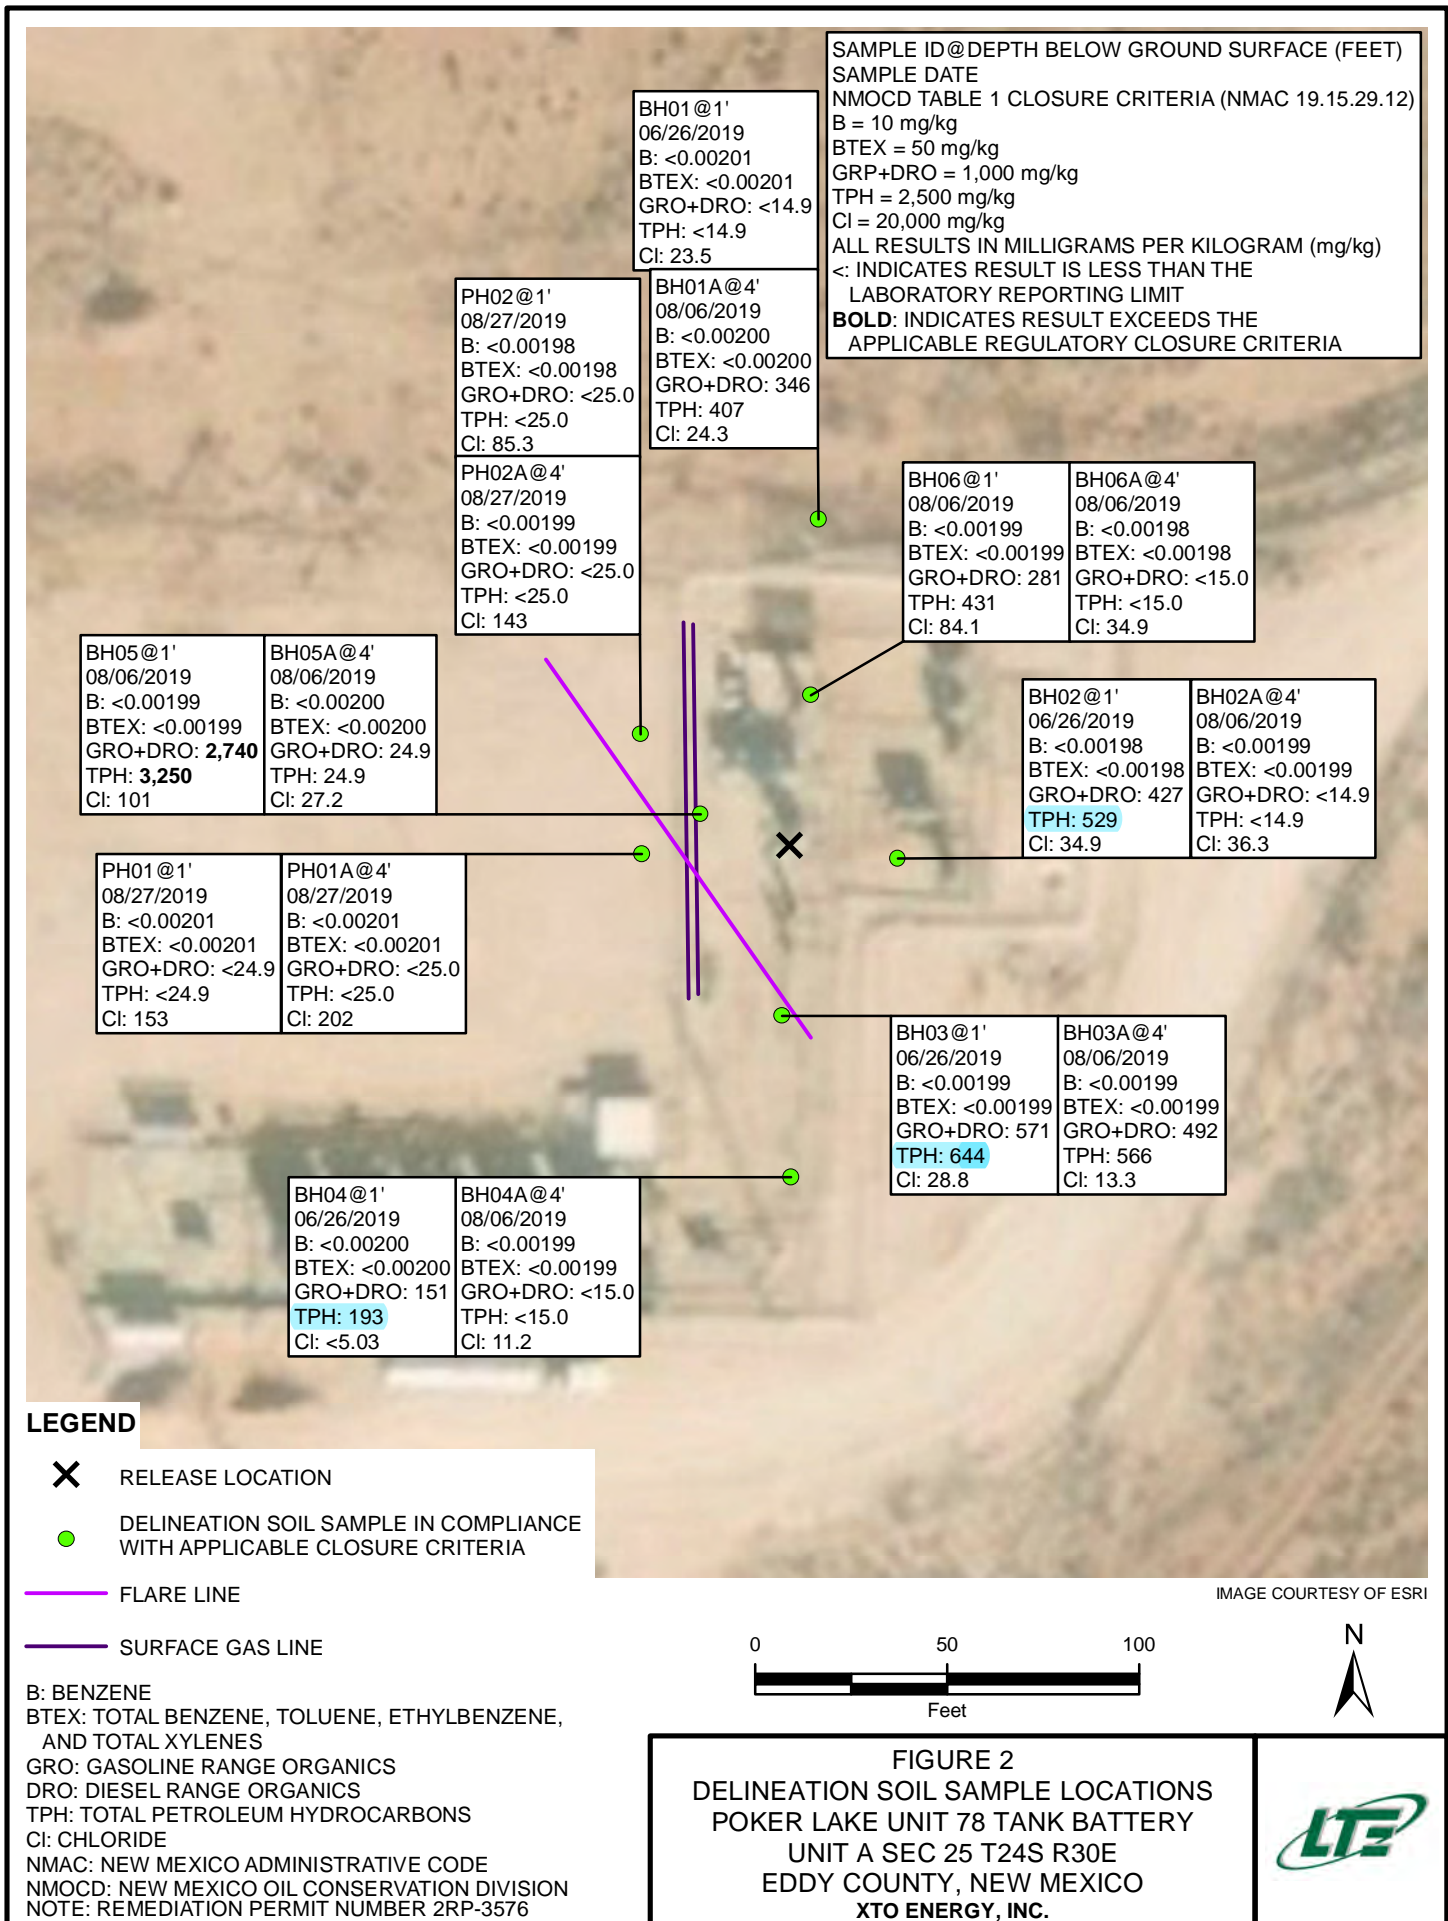 SAMPLE ID@DEPTH BELOW GROUND SURFACE (FEET)
SAMPLE DATE
NMOCD TABLE 1 CLOSURE CRITERIA (NMAC 19.15.29.12)
B = 10 mg/kg
BTEX = 50 mg/kg
GRP+DRO = 1,000 mg/kg
TPH = 2,500 mg/kg
Cl = 20,000 mg/kg
ALL RESULTS IN MILLIGRAMS PER KILOGRAM (mg/kg)
<: INDICATES RESULT IS LESS THAN THE
LABORATORY REPORTING LIMIT
BOLD: INDICATES RESULT EXCEEDS THE
APPLICABLE REGULATORY CLOSURE CRITERIA
BH01@1'
06/26/2019
B: <0.00201
BTEX: <0.00201
GRO+DRO: <14.9
TPH: <14.9
Cl: 23.5
BH01A@4'
08/06/2019
B: <0.00200
BTEX: <0.00200
GRO+DRO: 346
TPH: 407
Cl: 24.3
PH02@1'
08/27/2019
B: <0.00198
BTEX: <0.00198
GRO+DRO: <25.0
TPH: <25.0
Cl: 85.3
PH02A@4'
08/27/2019
B: <0.00199
BTEX: <0.00199
GRO+DRO: <25.0
TPH: <25.0
Cl: 143
BH06@1'
08/06/2019
B: <0.00199
BTEX: <0.00199
GRO+DRO: 281
TPH: 431
Cl: 84.1
BH06A@4'
08/06/2019
B: <0.00198
BTEX: <0.00198
GRO+DRO: <15.0
TPH: <15.0
Cl: 34.9
BH05@1'
08/06/2019
B: <0.00199
BTEX: <0.00199
GRO+DRO: 2,740
TPH: 3,250
Cl: 101
BH05A@4'
08/06/2019
B: <0.00200
BTEX: <0.00200
GRO+DRO: 24.9
TPH: 24.9
Cl: 27.2
BH02@1'
06/26/2019
B: <0.00198
BTEX: <0.00198
GRO+DRO: 427
TPH: 529
Cl: 34.9
BH02A@4'
08/06/2019
B: <0.00199
BTEX: <0.00199
GRO+DRO: <14.9
TPH: <14.9
Cl: 36.3
PH01@1'
08/27/2019
B: <0.00201
BTEX: <0.00201
GRO+DRO: <24.9
TPH: <24.9
Cl: 153
PH01A@4'
08/27/2019
B: <0.00201
BTEX: <0.00201
GRO+DRO: <25.0
TPH: <25.0
Cl: 202
BH03@1'
06/26/2019
B: <0.00199
BTEX: <0.00199
GRO+DRO: 571
TPH: 644
Cl: 28.8
BH03A@4'
08/06/2019
B: <0.00199
BTEX: <0.00199
GRO+DRO: 492
TPH: 566
Cl: 13.3
BH04@1'
06/26/2019
B: <0.00200
BTEX: <0.00200
GRO+DRO: 151
TPH: 193
Cl: <5.03
BH04A@4'
08/06/2019
B: <0.00199
BTEX: <0.00199
GRO+DRO: <15.0
TPH: <15.0
Cl: 11.2
LEGEND
RELEASE LOCATION
DELINEATION SOIL SAMPLE IN COMPLIANCE
WITH APPLICABLE CLOSURE CRITERIA
FLARE LINE
SURFACE GAS LINE
B: BENZENE
BTEX: TOTAL BENZENE, TOLUENE, ETHYLBENZENE,
AND TOTAL XYLENES
GRO: GASOLINE RANGE ORGANICS
DRO: DIESEL RANGE ORGANICS
TPH: TOTAL PETROLEUM HYDROCARBONS
Cl: CHLORIDE
NMAC: NEW MEXICO ADMINISTRATIVE CODE
NMOCD: NEW MEXICO OIL CONSERVATION DIVISION
NOTE: REMEDIATION PERMIT NUMBER 2RP-3576
IMAGE COURTESY OF ESRI
0 50 100
Feet
N
FIGURE 2
DELINEATION SOIL SAMPLE LOCATIONS
POKER LAKE UNIT 78 TANK BATTERY
UNIT A SEC 25 T24S R30E
EDDY COUNTY, NEW MEXICO
XTO ENERGY, INC.
LTE